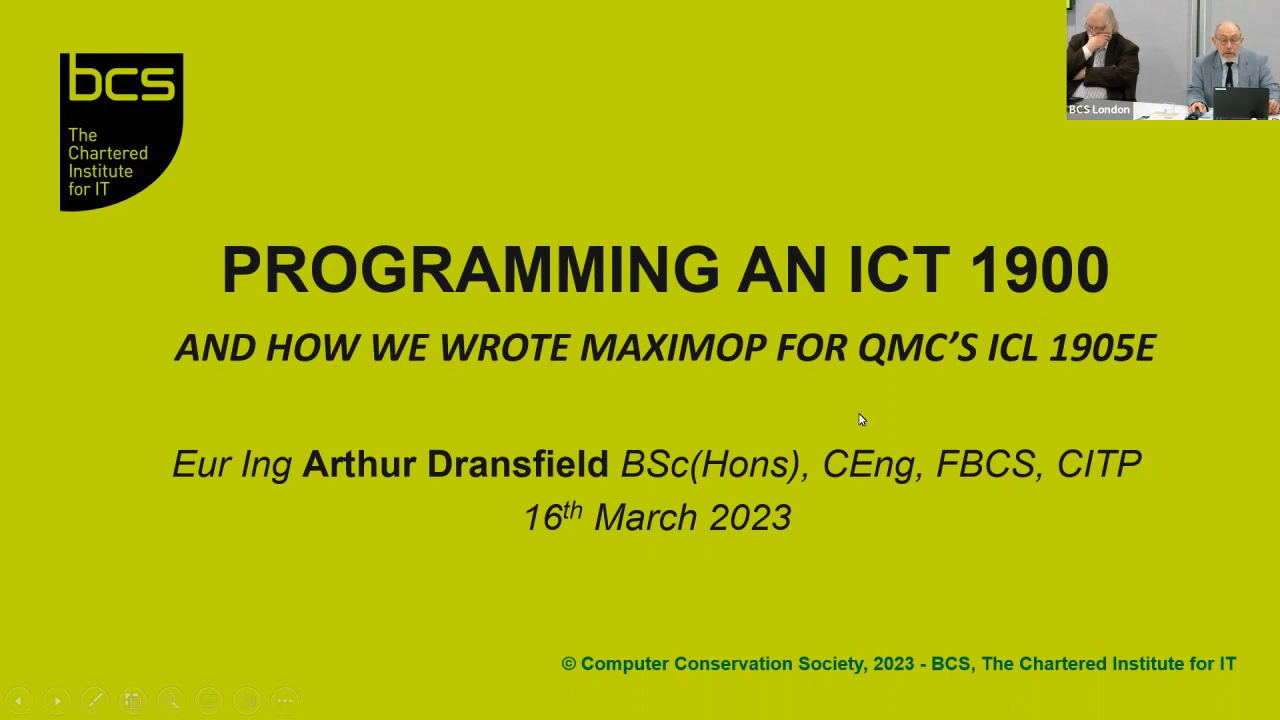 bcs
The
Chartered
Institute
for IT
BCS London
PROGRAMMING AN ICT 1900
AND HOW WE WROTE MAXIMOP FOR QMC'S ICL 1905E
Eur Ing Arthur Dransfield BSc(Hons), CEng, FBCS, CITP
16th March 2023
© Computer Conservation Society, 2023 - BCS, The Chartered Institute for IT